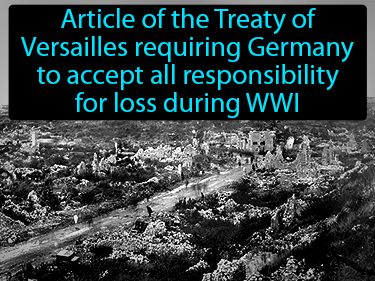 Article of the Treaty of
Versailles requiring Germany
to accept all responsibility
for loss during WWI